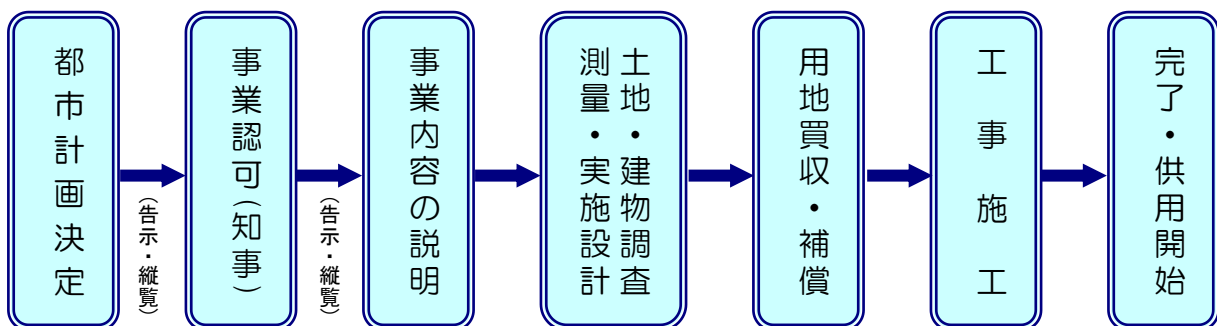 都市計画決定
（告示・縦覧）
事業認可（知事）
（告示・縦覧）
事業内容の説明
土地・建物調査
測量・実施設計
用地買収・補償
工事施工
完了・供用開始